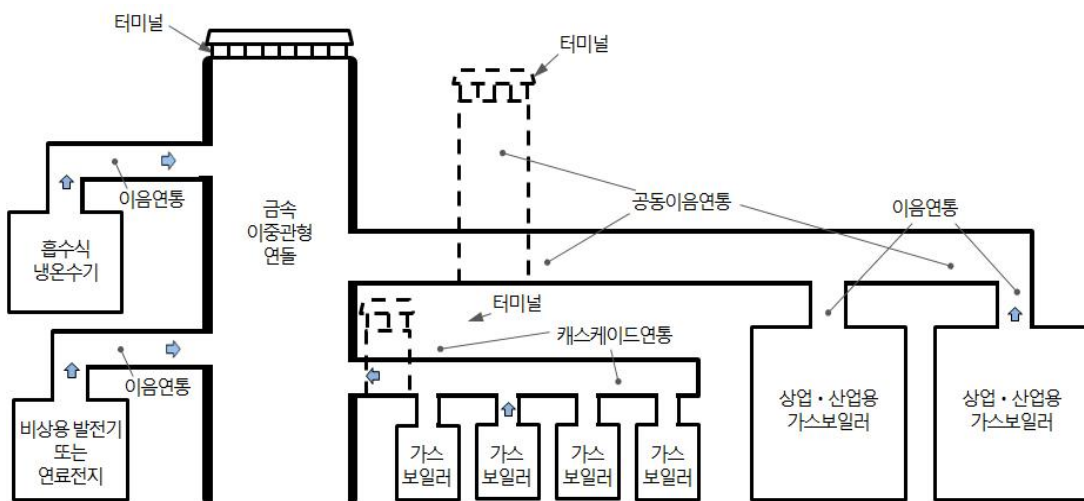 터미널
터미널
이음연통
공동이음연통
이음연통
금속
이중관형
연돌
흡수식
냉온수기
터미널
캐스케이드연통
이음연통
비상용 발전기
또는
연료전지
가스
보일러
가스
보일러
가스
보일러
가스
보일러
상업・산업용
가스보일러
상업・산업용
가스보일러